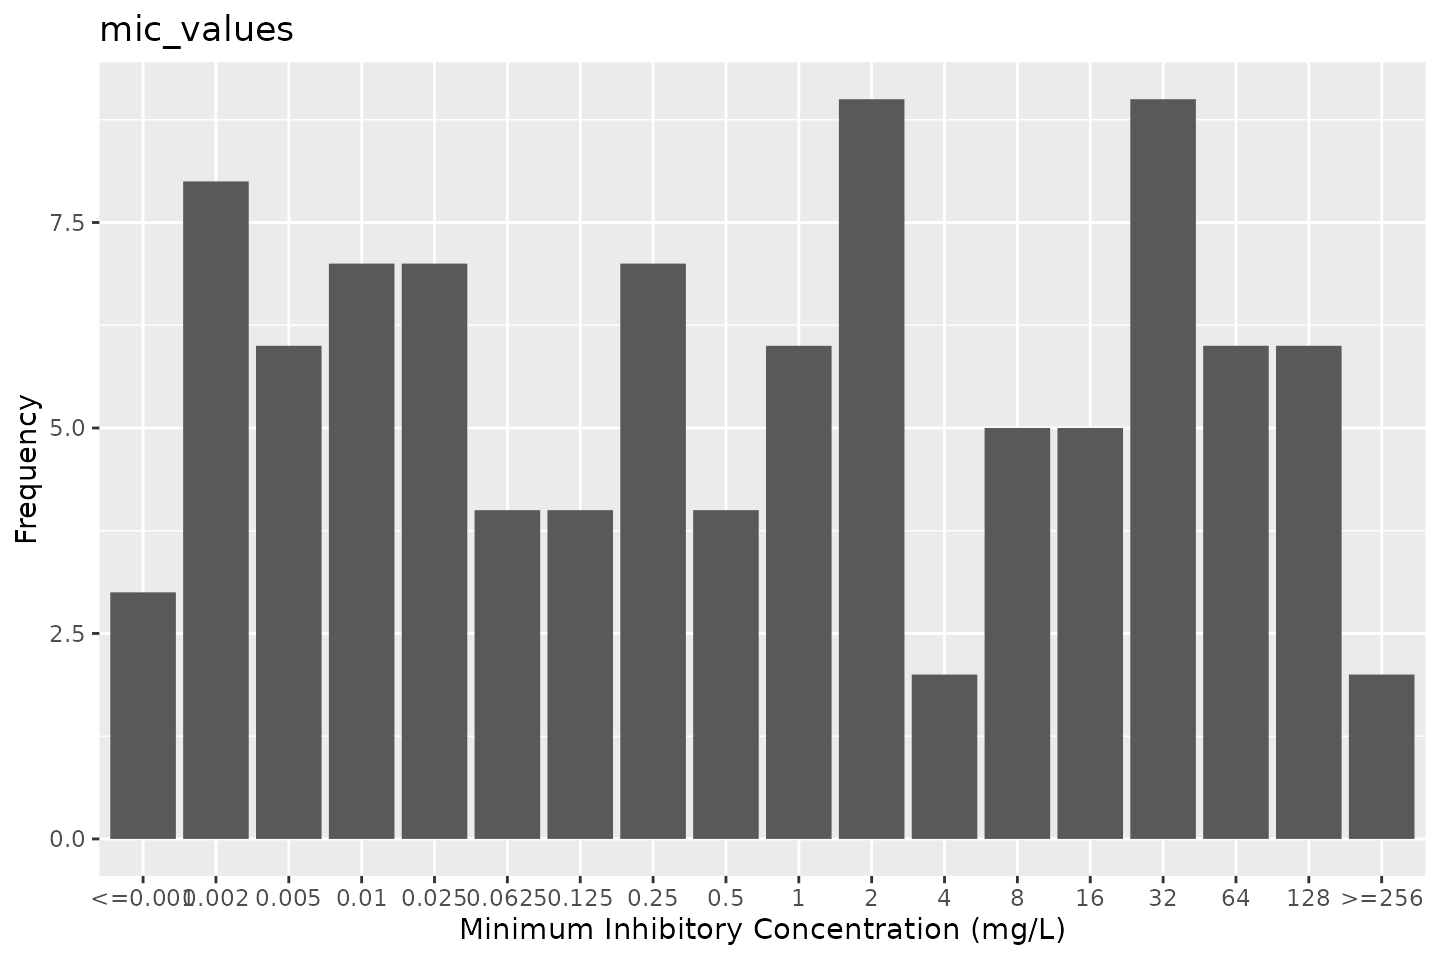 mic_values
Frequency
7.5
5.0
2.5
0.0
<=0.001 0.002 0.005 0.01 0.025 0.0625 0.125 0.25 0.5 1 2 4 8 16 32 64 128 >=256
Minimum Inhibitory Concentration (mg/L)